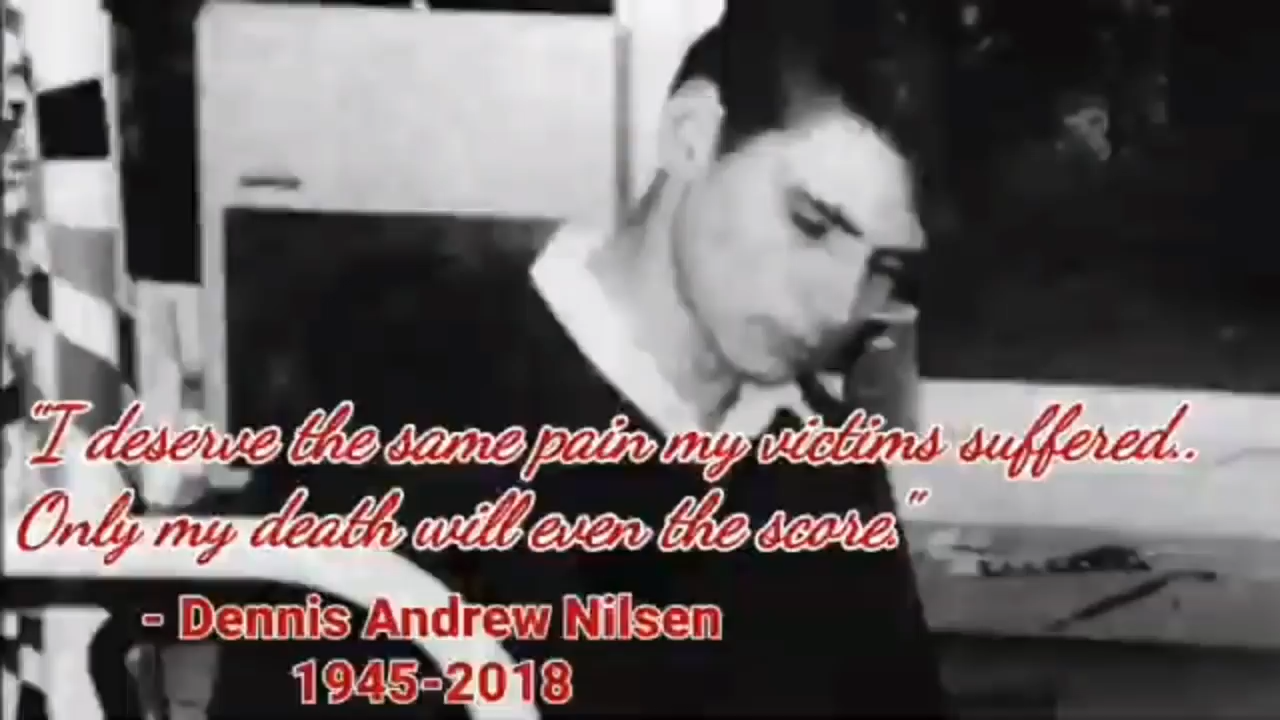 "I deserve the same pain my victims suffered..
Only my death will even the score."
- Dennis Andrew Nilsen
1945-2018